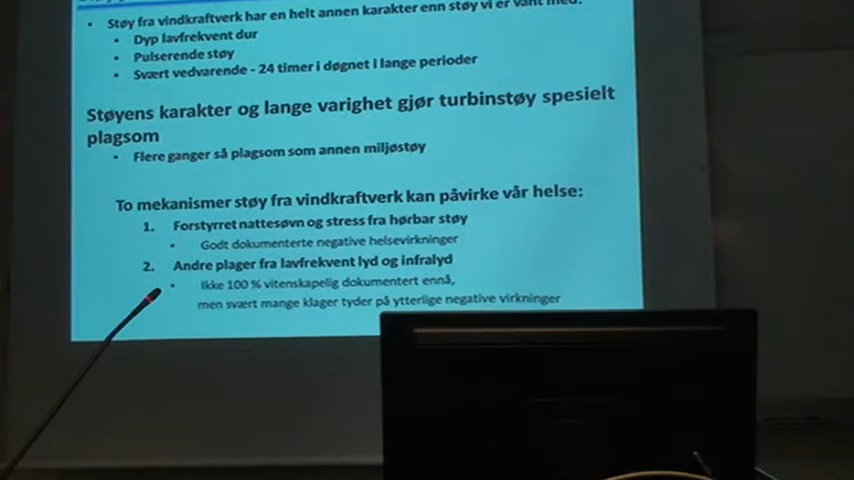 Støy fra vindkraftverk har en helt annen karakter enn støy vi er vant med:
Dyp lavfrekvent dur
Pulserende støy
Svært vedvarende - 24 timer i døgnet i lange perioder
Støyens karakter og lange varighet gjør turbinstøy spesielt
plagsom
Flere ganger så plagsom som annen miljøstøy
To mekanismer støy fra vindkraftverk kan påvirke vår helse:
1. Forstyrret nattesøvn og stress fra hørbar støy
Godt dokumenterte negative helsevirkninger
2. Andre plager fra lavfrekvent lyd og infralyd
Ikke 100 % vitenskapelig dokumentert ennå,
men svært mange klager tyder på ytterlige negative virkninger